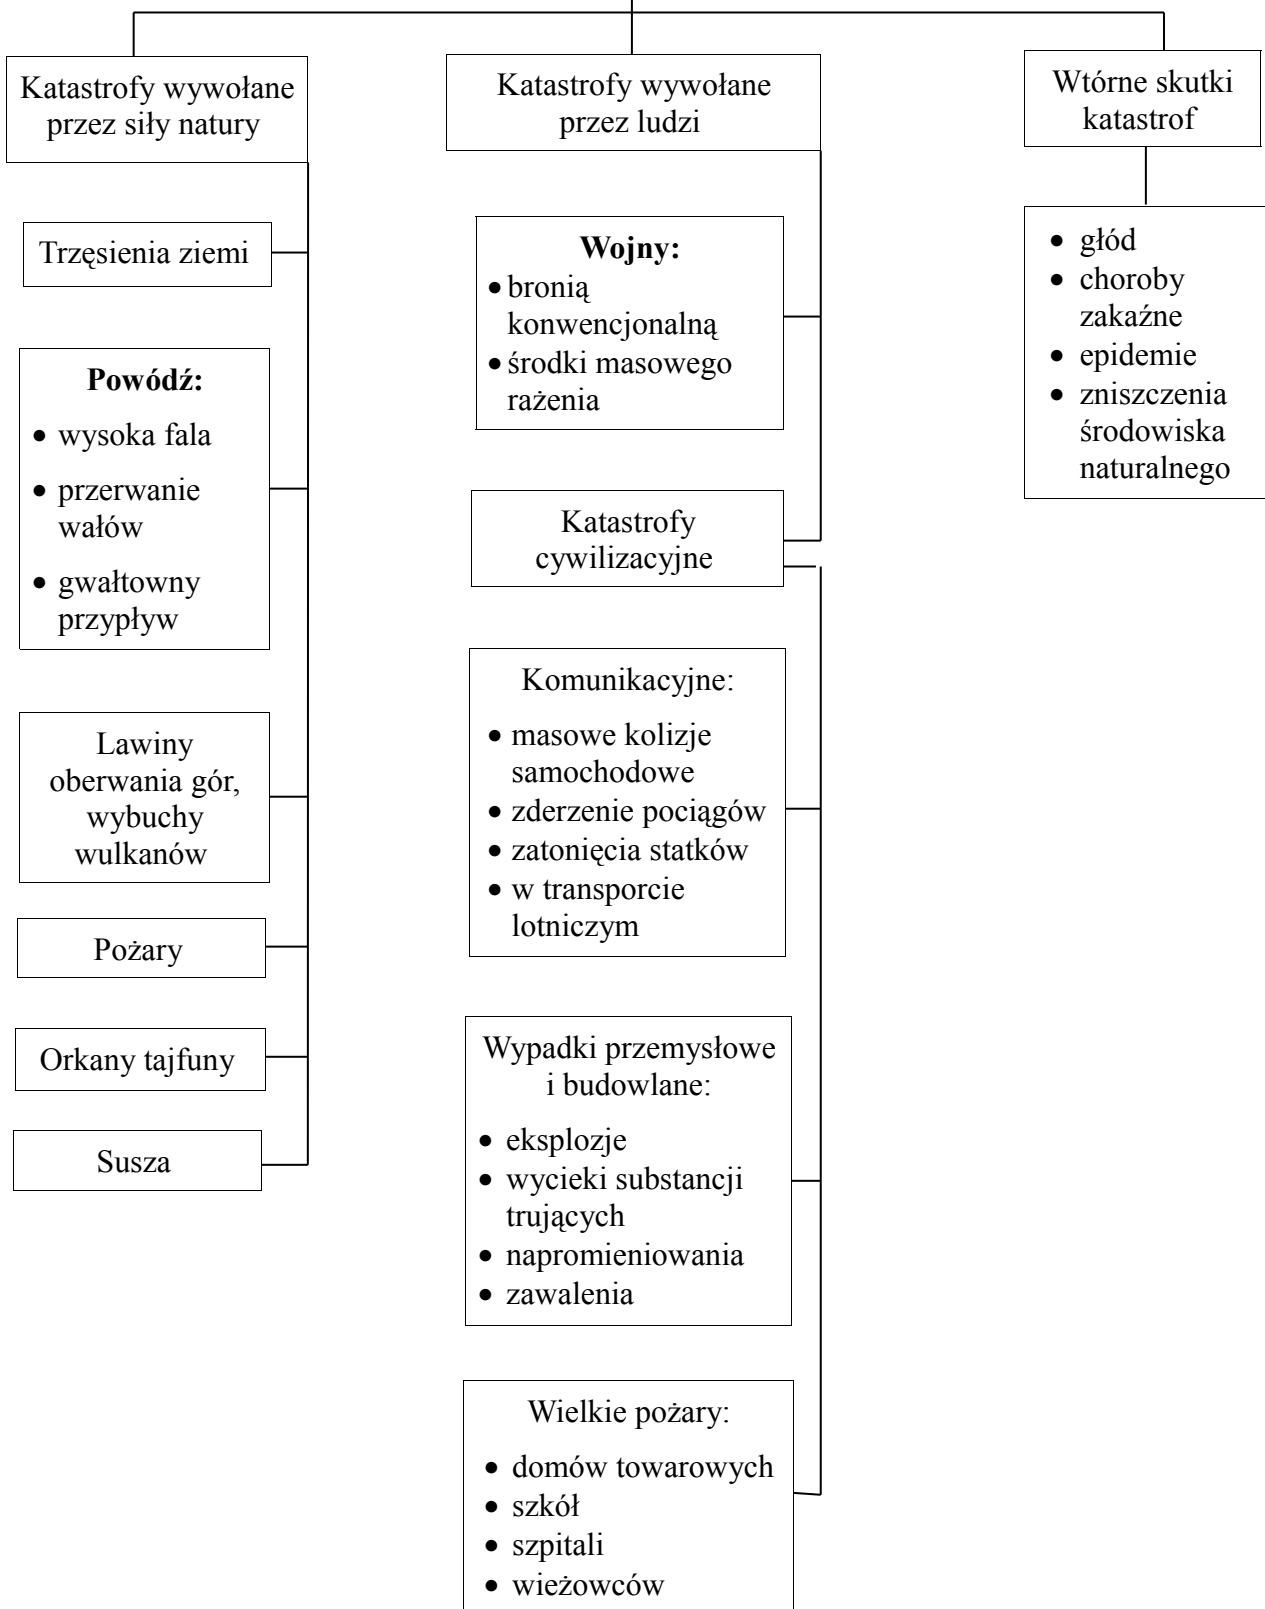 Katastrofy wywołane
przez siły natury
Trzęsienia ziemi
Powódź:
• wysoka fala
• przerwanie
wałów
• gwałtowny
przypływ
Lawiny
oberwania gór,
wybuchy
wulkanów
Pożary
Orkany tajfuny
Susza
Katastrofy wywołane
przez ludzi
Wojny:
• bronią
konwencjonalną
• środki masowego
rażenia
Katastrofy
cywilizacyjne
Komunikacyjne:
• masowe kolizje
samochodowe
• zderzenie pociągów
• zatonięcia statków
• w transporcie
lotniczym
Wypadki przemysłowe
i budowlane:
• eksplozje
• wycieki substancji
trujących
• napromieniowania
• zawalenia
Wielkie pożary:
• domów towarowych
• szkół
• szpitali
• wieżowców
Wtórne skutki
katastrof
• głód
• choroby
zakaźne
• epidemie
• zniszczenia
środowiska
naturalnego